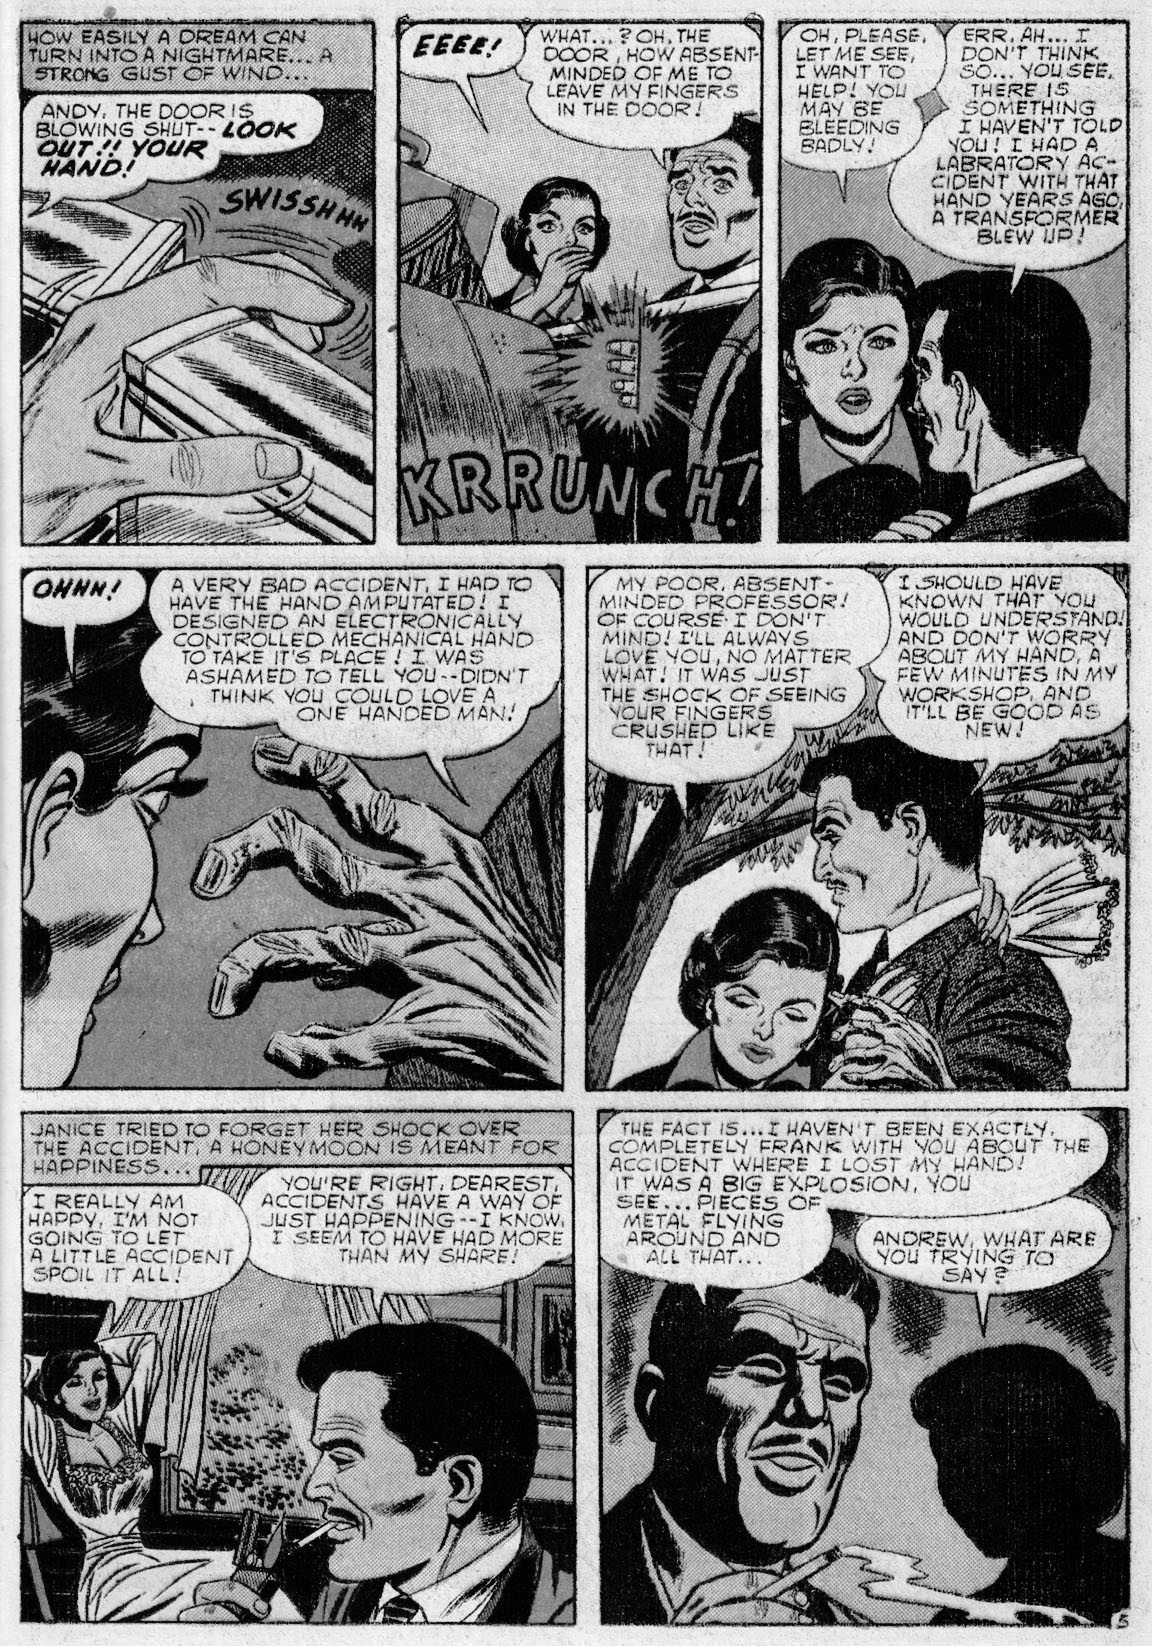 HOW EASILY A DREAM CAN
TURN INTO A NIGHTMARE... A
STRONG GUST OF WIND...
ANDY, THE DOOR IS
BLOWING SHUT--LOOK
OUT!! YOUR
HAND!
SWISSHHH
EEEE!
WHAT...? OH, THE
DOOR, HOW ABSENT-
MINDED OF ME TO
LEAVE MY FINGERS
IN THE DOOR!
KRRUNCH!
OH, PLEASE,
LET ME SEE,
I WANT TO
HELP! YOU
MAY BE
BLEEDING
BADLY!
ERR, AH... I
DON'T THINK
SO... YOU SEE,
THERE IS
SOMETHING
I HAVEN'T TOLD
YOU! I HAD A
LABRATORY AC-
CIDENT WITH THAT
HAND YEARS AGO,
A TRANSFORMER
BLEW UP!
OHHH!
A VERY BAD ACCIDENT, I HAD TO
HAVE THE HAND AMPUTATED! I
DESIGNED AN ELECTRONICALLY
CONTROLLED MECHANICAL HAND
TO TAKE IT'S PLACE! I WAS
ASHAMED TO TELL YOU--DIDN'T
THINK YOU COULD LOVE A
ONE HANDED MAN!
MY POOR, ABSENT-
MINDED PROFESSOR!
OF COURSE I DON'T
MIND! I'LL ALWAYS
LOVE YOU, NO MATTER
WHAT! IT WAS JUST
THE SHOCK OF SEEING
YOUR FINGERS
CRUSHED LIKE
THAT!
I SHOULD HAVE
KNOWN THAT YOU
WOULD UNDERSTAND!
AND DON'T WORRY
ABOUT MY HAND, A
FEW MINUTES IN MY
WORKSHOP, AND
IT'LL BE GOOD AS
NEW!
JANICE TRIED TO FORGET HER SHOCK OVER
THE ACCIDENT, A HONEYMOON IS MEANT FOR
HAPPINESS...
I REALLY AM
HAPPY, I'M NOT
GOING TO LET
A LITTLE ACCIDENT
SPOIL IT ALL!
YOU'RE RIGHT, DEAREST,
ACCIDENTS HAVE A WAY OF
JUST HAPPENING--I KNOW,
I SEEM TO HAVE HAD MORE
THAN MY SHARE!
THE FACT IS... I HAVEN'T BEEN EXACTLY,
COMPLETELY FRANK WITH YOU ABOUT THE
ACCIDENT WHERE I LOST MY HAND!
IT WAS A BIG EXPLOSION, YOU
SEE... PIECES OF
METAL FLYING
AROUND AND
ALL THAT...
ANDREW, WHAT ARE
YOU TRYING TO
SAY?
5